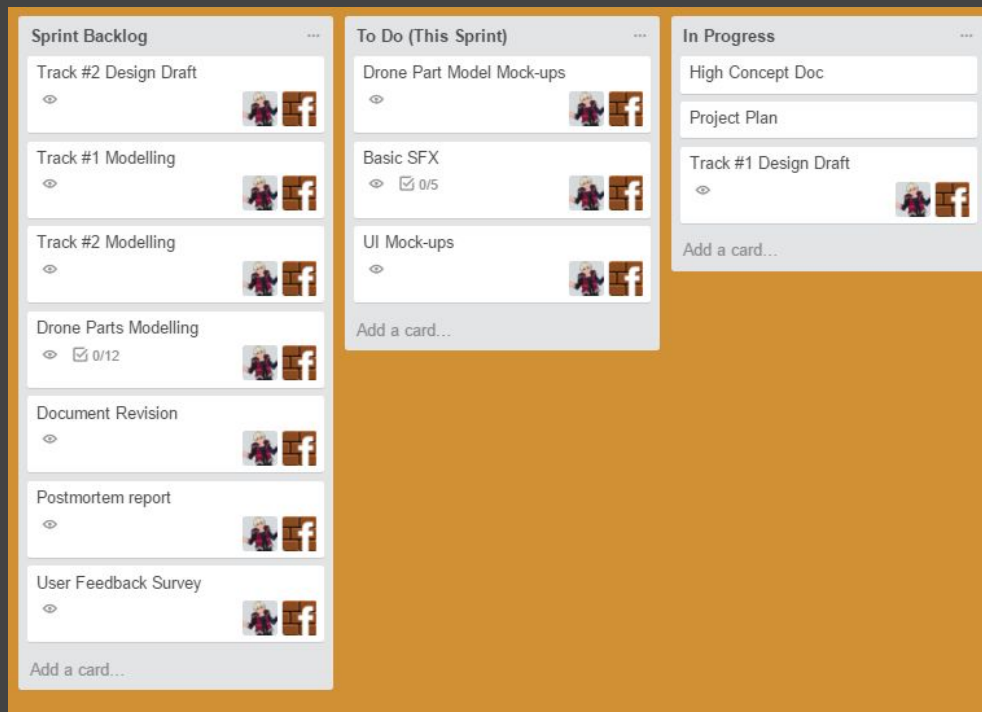 Sprint Backlog
Track #2 Design Draft
Track #1 Modelling
Track #2 Modelling
Drone Parts Modelling
0/12
Document Revision
Postmortem report
User Feedback Survey
Add a card...
To Do (This Sprint)
Drone Part Model Mock-ups
Basic SFX
0/5
UI Mock-ups
Add a card...
In Progress
High Concept Doc
Project Plan
Track #1 Design Draft
Add a card...